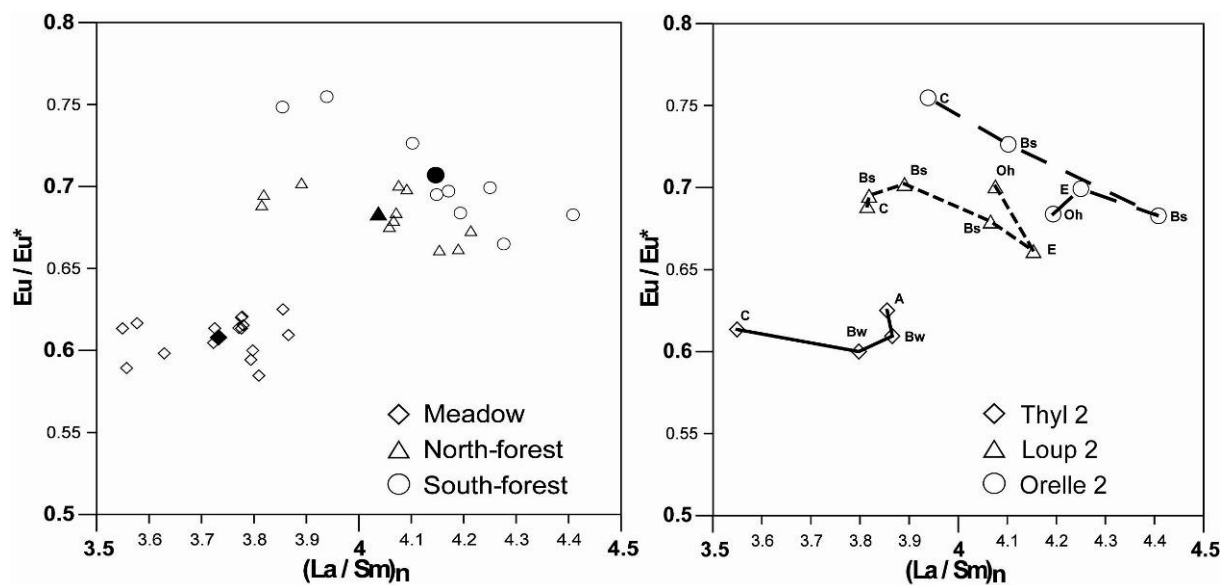 0.8
0.75
0.7
0.65
0.6
0.55
0.5
Eu / Eu*
Meadow
North-forest
South-forest
3.5 3.6 3.7 3.8 3.9 4 4.1 4.2 4.3 4.4 4.5
(La / Sm)n
0.8
0.75
0.7
0.65
0.6
0.55
0.5
Eu / Eu*
C
Bs
E
Oh
Bs
Bs
Bs
Oh
C
Bs
E
C
A
Bw
Bw
Thyl 2
Loup 2
Orelle 2
3.5 3.6 3.7 3.8 3.9 4 4.1 4.2 4.3 4.4 4.5
(La / Sm)n